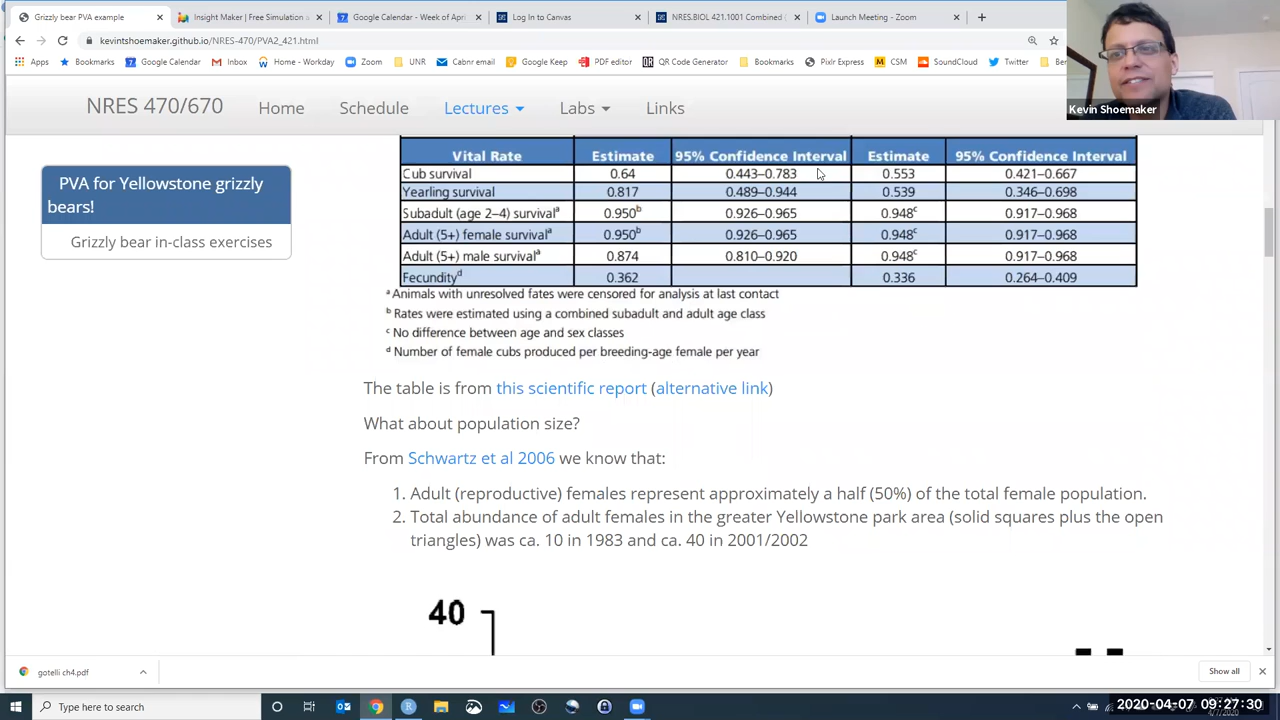 Grizzly bear PVA example
Insight Maker | Free Simulation a
Google Calendar - Week of Apri
Log In to Canvas
NRES.BIOL 421.1001 Combined (
Launch Meeting - Zoom
kevintshoemaker.github.io/NRES-470/PVA2_421.html
Apps Bookmarks Google Calendar Inbox Home - Workday Zoom UNR Cabnr email Google Keep PDF editor QR Code Generator Bookmarks Pixlr Express CSM SoundCloud Twitter Ber
Kevin Shoemaker
NRES 470/670 Home Schedule Lectures Labs Links
PVA for Yellowstone grizzly
bears!
Grizzly bear in-class exercises
Vital Rate Estimate 95% Confidence Interval Estimate 95% Confidence Interval
Cub survival 0.64 0.443–0.783 0.553 0.421–0.667
Yearling survival 0.817 0.489–0.944 0.539 0.346–0.698
Subadult (age 2–4) survivalᵃ 0.950ᵇ 0.926–0.965 0.948ᶜ 0.917–0.968
Adult (5+) female survivalᵃ 0.950ᵇ 0.926–0.965 0.948ᶜ 0.917–0.968
Adult (5+) male survivalᵃ 0.874 0.810–0.920 0.948ᶜ 0.917–0.968
Fecundityᵈ 0.362 0.336 0.264–0.409
ᵃ Animals with unresolved fates were censored for analysis at last contact
ᵇ Rates were estimated using a combined subadult and adult age class
ᶜ No difference between age and sex classes
ᵈ Number of female cubs produced per breeding-age female per year
The table is from this scientific report (alternative link)
What about population size?
From Schwartz et al 2006 we know that:
1. Adult (reproductive) females represent approximately a half (50%) of the total female population.
2. Total abundance of adult females in the greater Yellowstone park area (solid squares plus the open
triangles) was ca. 10 in 1983 and ca. 40 in 2001/2002
40
gotelli ch4.pdf
Show all
Type here to search
2020-04-07 09:27:30